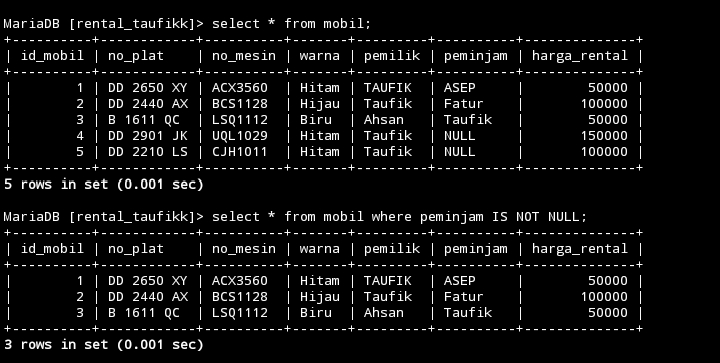 MariaDB [rental_taufikk]> select * from mobil;
+----------+------------+----------+-------+---------+----------+--------------+
| id_mobil | no_plat    | no_mesin | warna | pemilik | peminjam | harga_rental |
+----------+------------+----------+-------+---------+----------+--------------+
|        1 | DD 2650 XY | ACX3560  | Hitam | TAUFIK  | ASEP     |        50000 |
|        2 | DD 2440 AX | BCS1128  | Hijau | Taufik  | Fatur    |       100000 |
|        3 | B 1611 QC  | LSQ1112  | Biru  | Ahsan   | Taufik   |        50000 |
|        4 | DD 2901 JK | UQL1029  | Hitam | Taufik  | NULL     |       150000 |
|        5 | DD 2210 LS | CJH1011  | Hitam | Taufik  | NULL     |       100000 |
+----------+------------+----------+-------+---------+----------+--------------+
5 rows in set (0.001 sec)
MariaDB [rental_taufikk]> select * from mobil where peminjam IS NOT NULL;
+----------+------------+----------+-------+---------+----------+--------------+
| id_mobil | no_plat    | no_mesin | warna | pemilik | peminjam | harga_rental |
+----------+------------+----------+-------+---------+----------+--------------+
|        1 | DD 2650 XY | ACX3560  | Hitam | TAUFIK  | ASEP     |        50000 |
|        2 | DD 2440 AX | BCS1128  | Hijau | Taufik  | Fatur    |       100000 |
|        3 | B 1611 QC  | LSQ1112  | Biru  | Ahsan   | Taufik   |        50000 |
+----------+------------+----------+-------+---------+----------+--------------+
3 rows in set (0.001 sec)